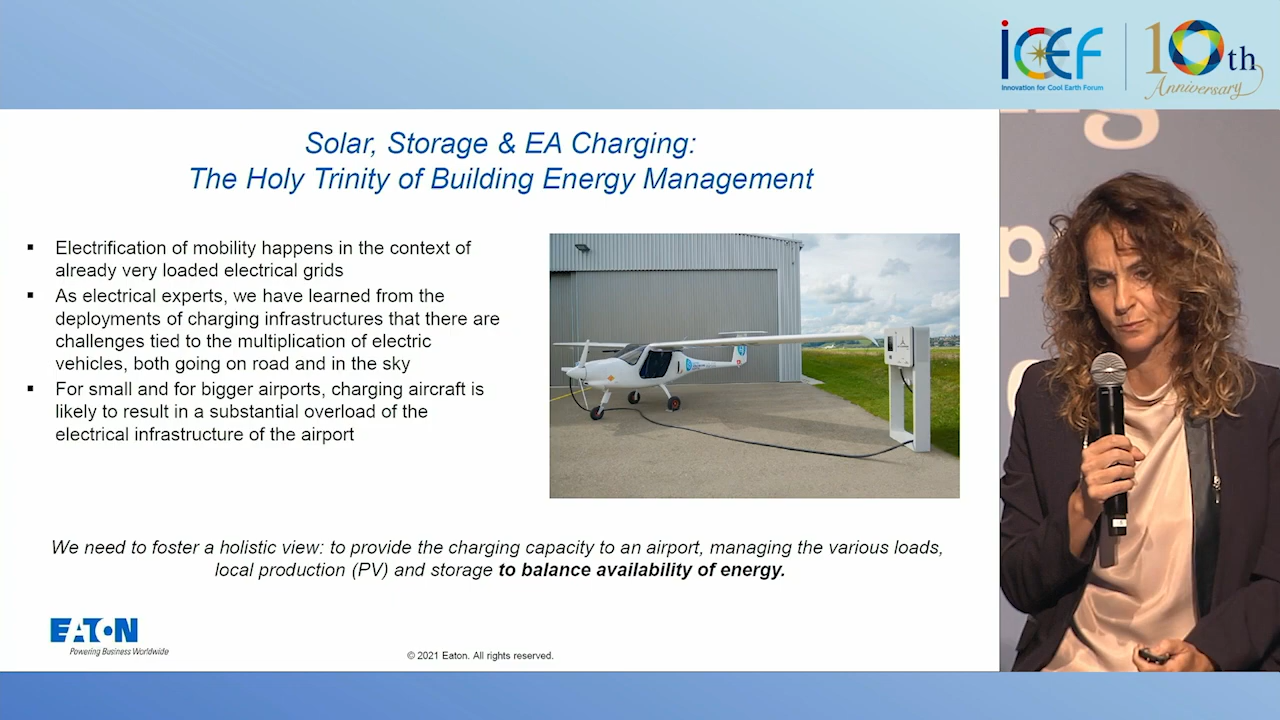 iCEF
Innovation for Cool Earth Forum
10th
Anniversary
Solar, Storage & EA Charging:
The Holy Trinity of Building Energy Management
▪ Electrification of mobility happens in the context of
already very loaded electrical grids
▪ As electrical experts, we have learned from the
deployments of charging infrastructures that there are
challenges tied to the multiplication of electric
vehicles, both going on road and in the sky
▪ For small and for bigger airports, charging aircraft is
likely to result in a substantial overload of the
electrical infrastructure of the airport
We need to foster a holistic view: to provide the charging capacity to an airport, managing the various loads,
local production (PV) and storage to balance availability of energy.
EATON
Powering Business Worldwide
© 2021 Eaton. All rights reserved.